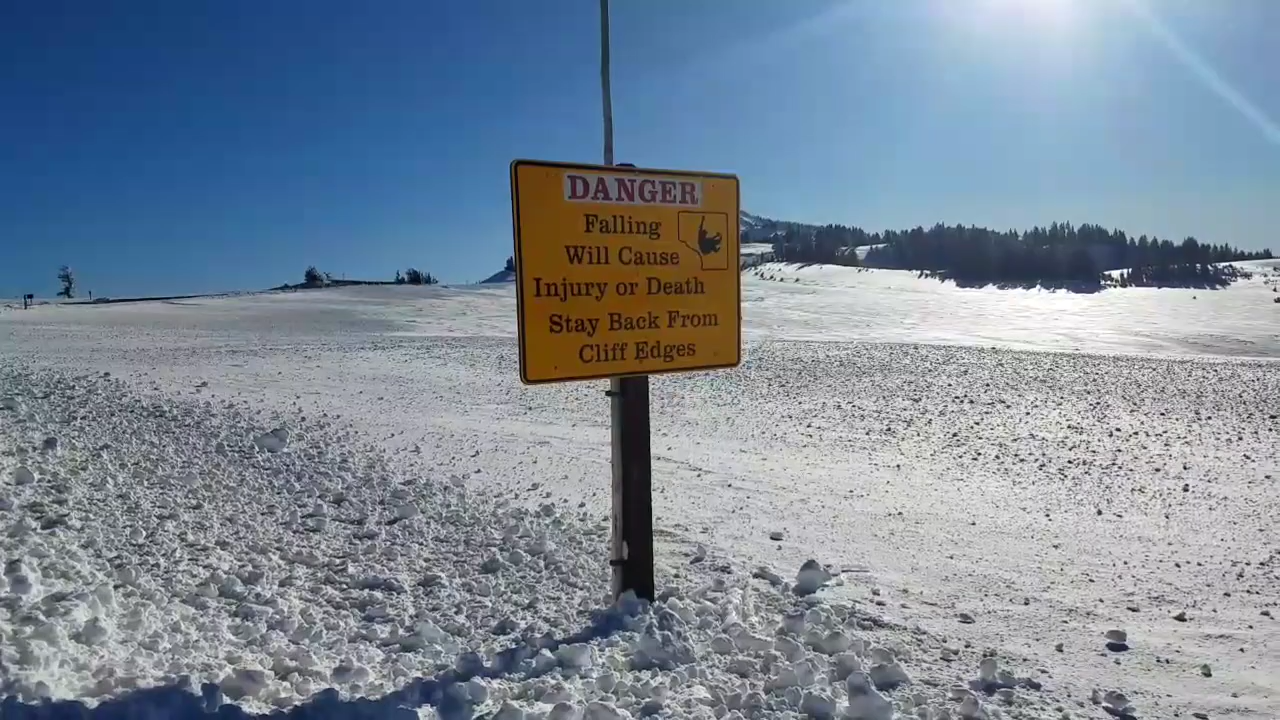 DANGER
Falling
Will Cause
Injury or Death
Stay Back From
Cliff Edges